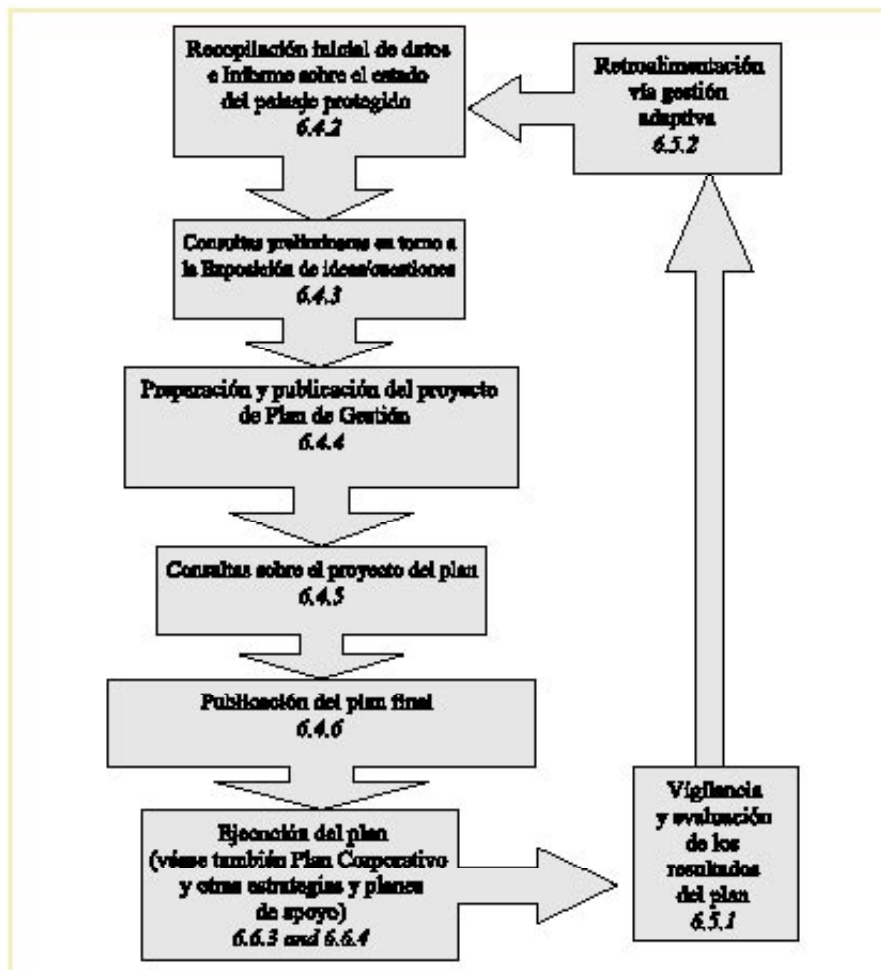 Recopilación inicial de datos
e Informe sobre el estado
del paisaje protegido
6.4.2
Retroalimentación
vía gestión
adaptiva
6.5.2
Consultas preliminares en torno a
la Exposición de ideas/cuestiones
6.4.3
Preparación y publicación del proyecto
de Plan de Gestión
6.4.4
Consultas sobre el proyecto del plan
6.4.5
Publicación del plan final
6.4.6
Ejecución del plan
(véase también Plan Corporativo
y otras estrategias y planes
de apoyo)
6.6.3 and 6.6.4
Vigilancia
y evaluación
de los
resultados
del plan
6.5.1